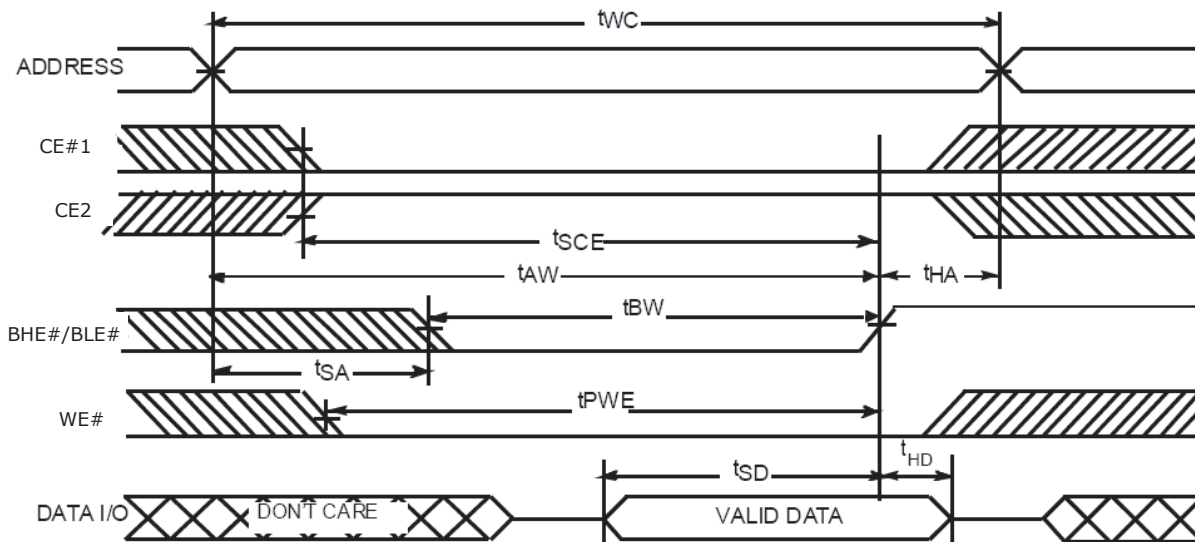 tWC
ADDRESS
CE#1
CE2
tSCE
tAW
tHA
tBW
BHE#/BLE#
tSA
tPWE
WE#
tHD
tSD
DATA I/O
DON'T CARE
VALID DATA